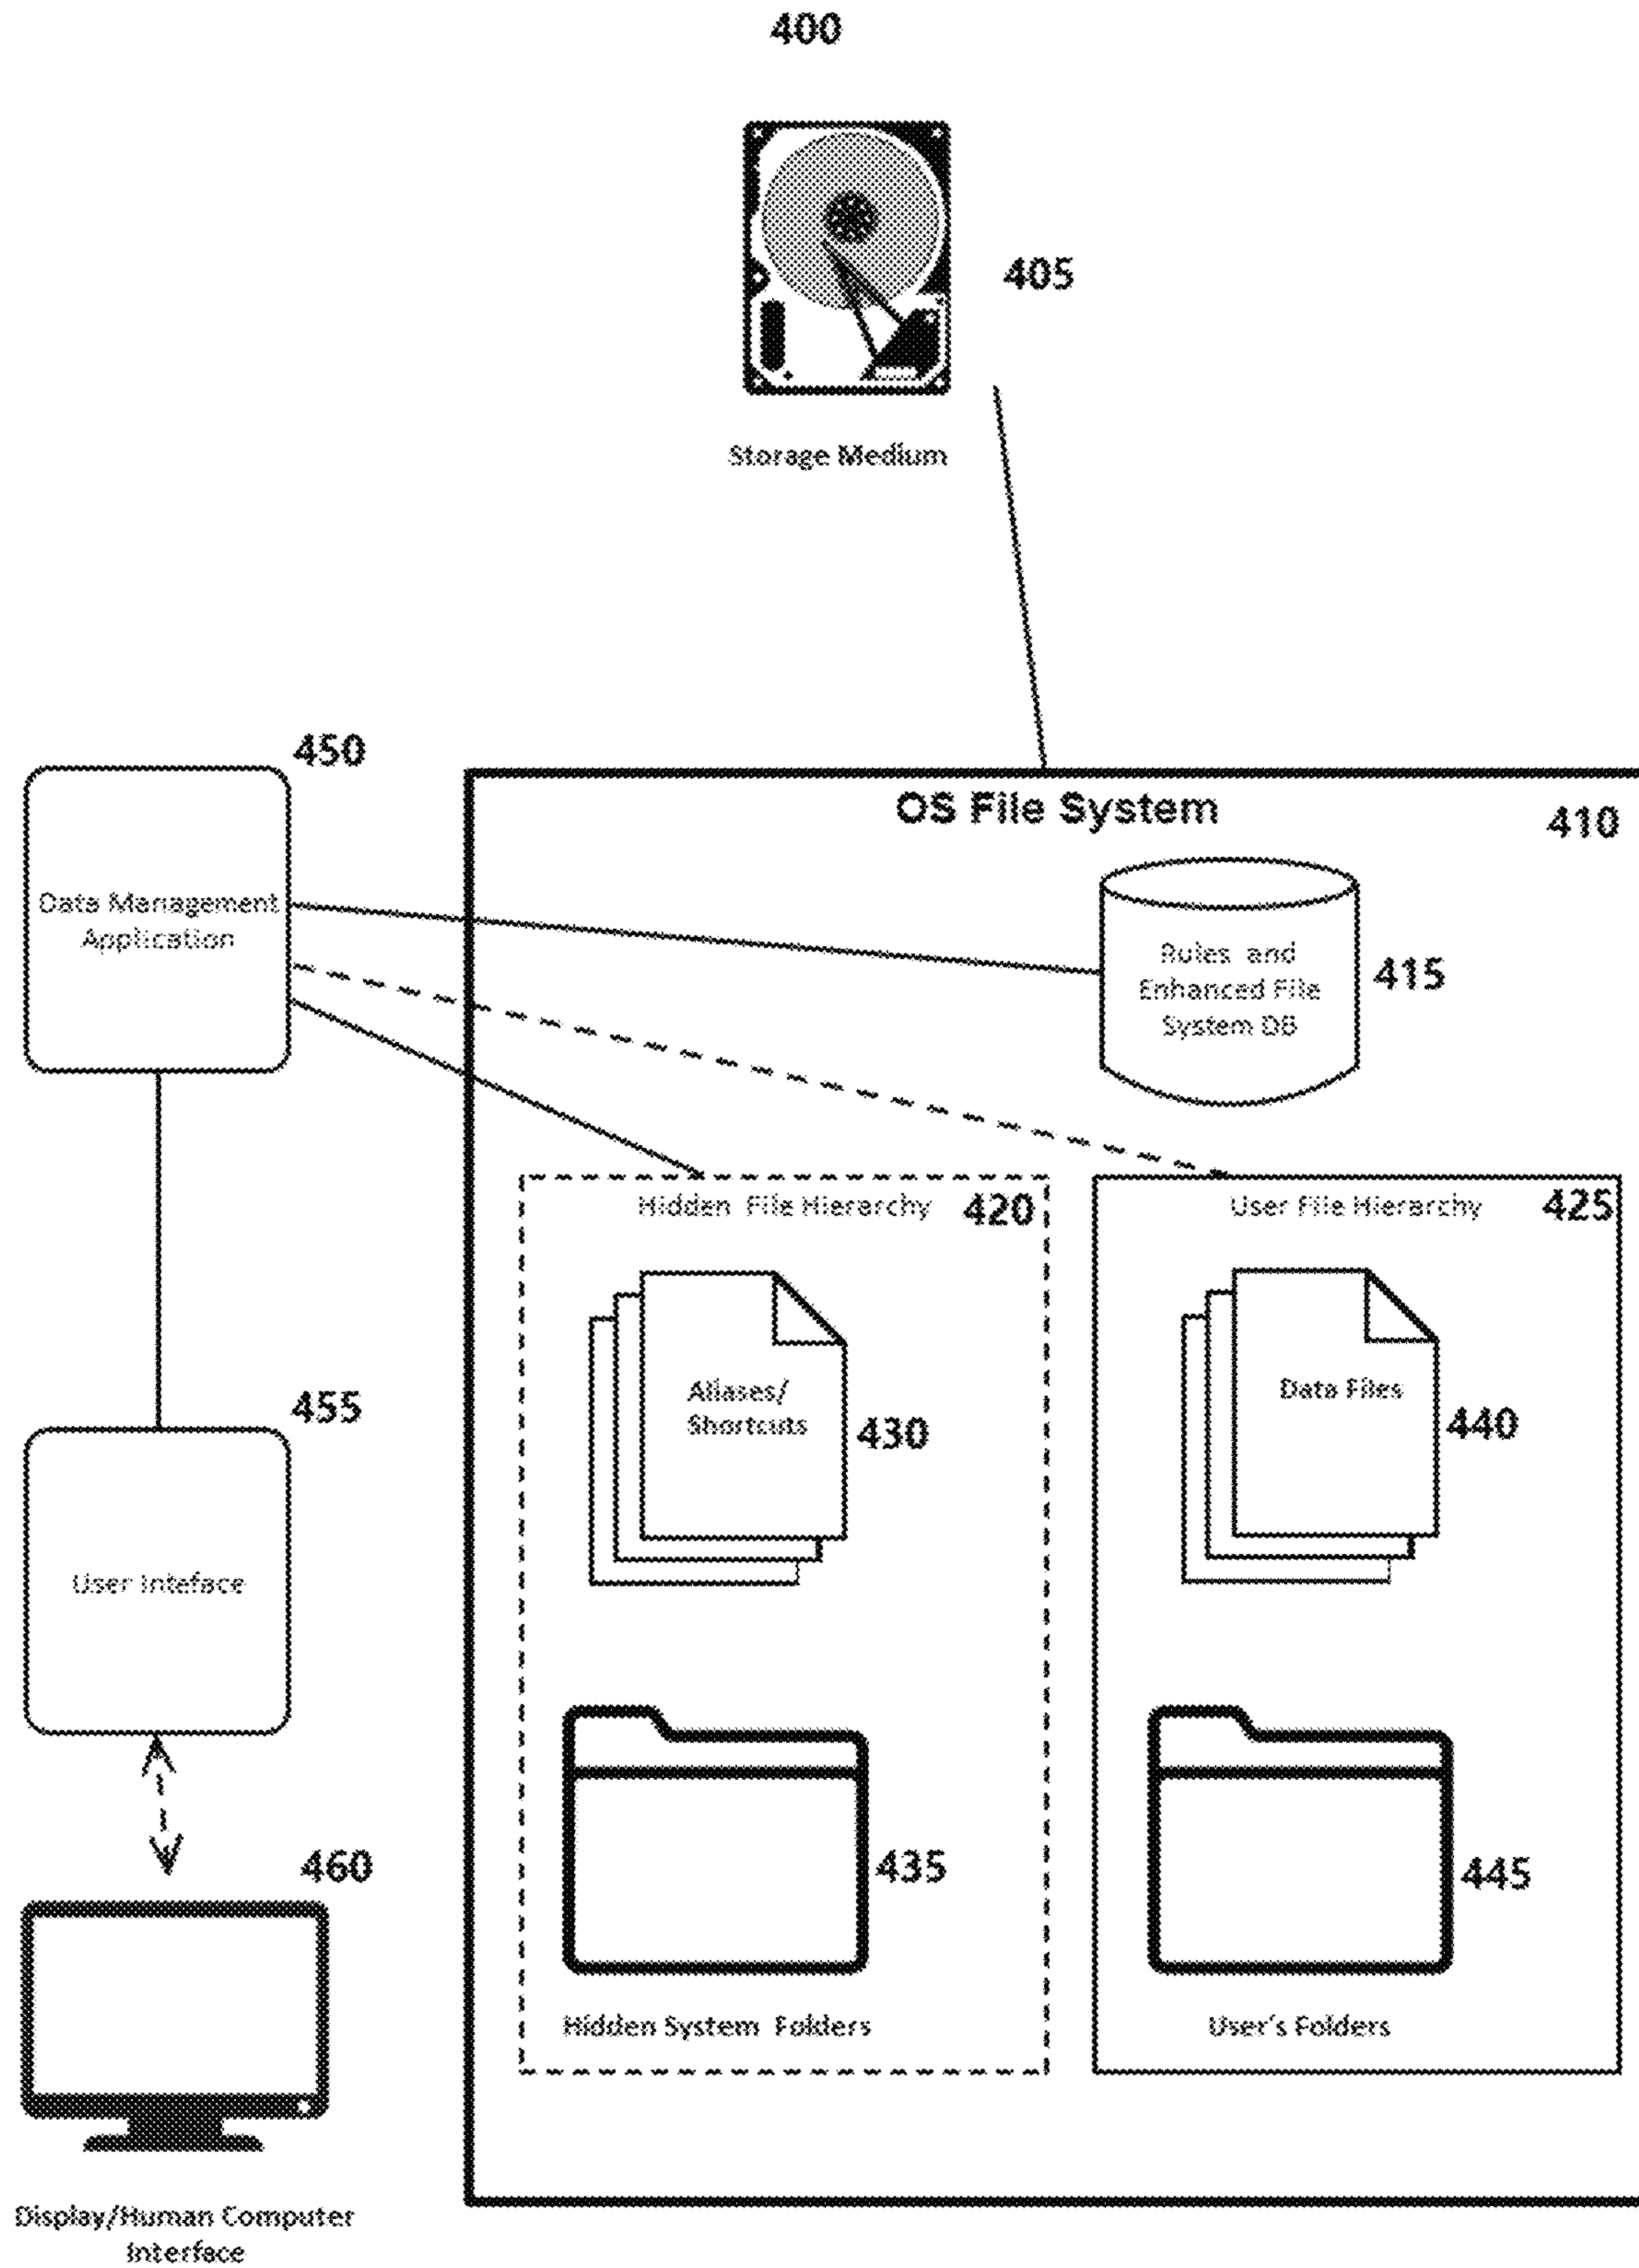 400
405
Storage Medium
450
OS File System
410
Data Management
Application
Rules and
Enhanced File
System DB
415
Hidden File Hierarchy
420
User File Hierarchy
425
Aliases/
Shortcuts
430
Data Files
440
455
User Inteface
460
435
445
Hidden System Folders
User's Folders
Display/Human Computer
Interface